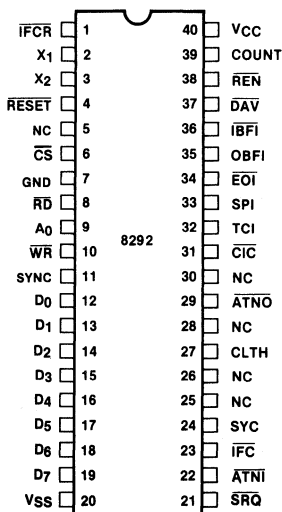 IFCR 1 40 VCC
X1 2 39 COUNT
X2 3 38 REN
RESET 4 37 DAV
NC 5 36 IBFI
CS 6 35 OBFI
GND 7 34 EOI
RD 8 33 SPI
A0 9 32 TCI
8292
WR 10 31 CIC
SYNC 11 30 NC
D0 12 29 ATNO
D1 13 28 NC
D2 14 27 CLTH
D3 15 26 NC
D4 16 25 NC
D5 17 24 SYC
D6 18 23 IFC
D7 19 22 ATNI
VSS 20 21 SRQ